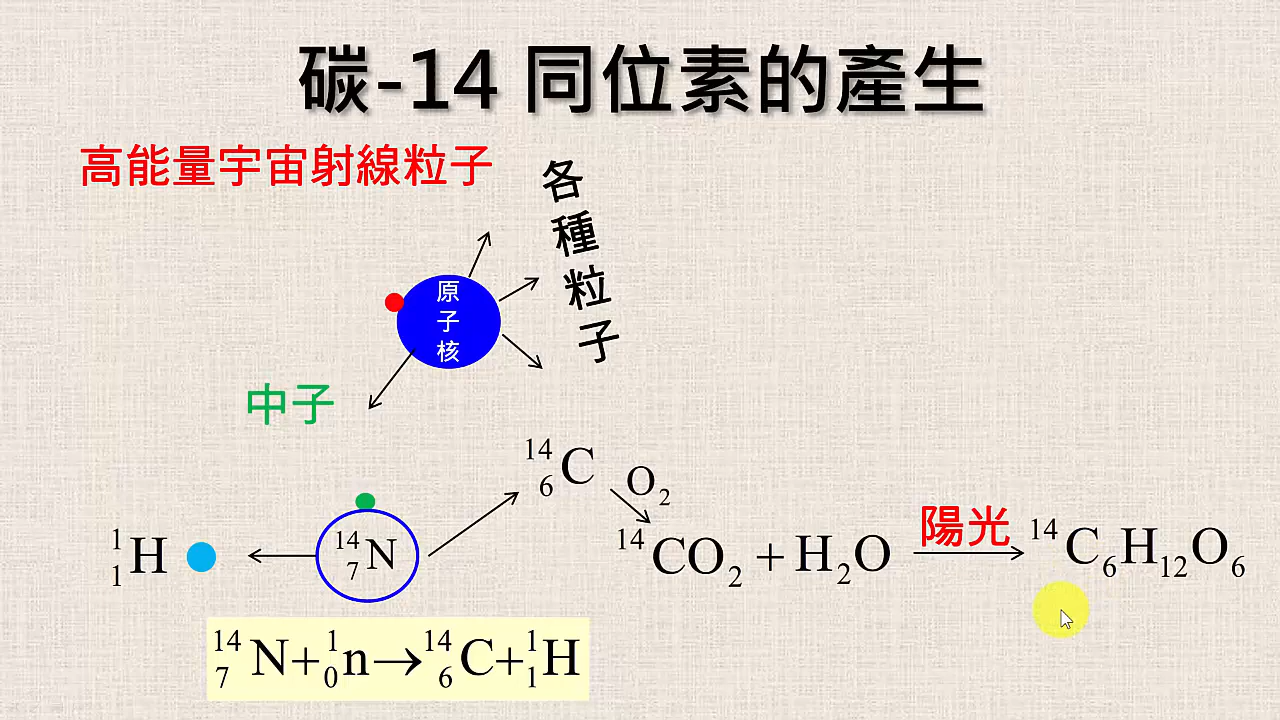 碳-14 同位素的產生
高能量宇宙射線粒子
各種粒子
原子核
中子
¹⁴₆C O₂
¹₁H ¹⁴₇N ¹⁴CO₂ + H₂O 陽光 → ¹⁴C₆H₁₂O₆
¹⁴₇N+¹₀n→¹⁴₆C+¹₁H